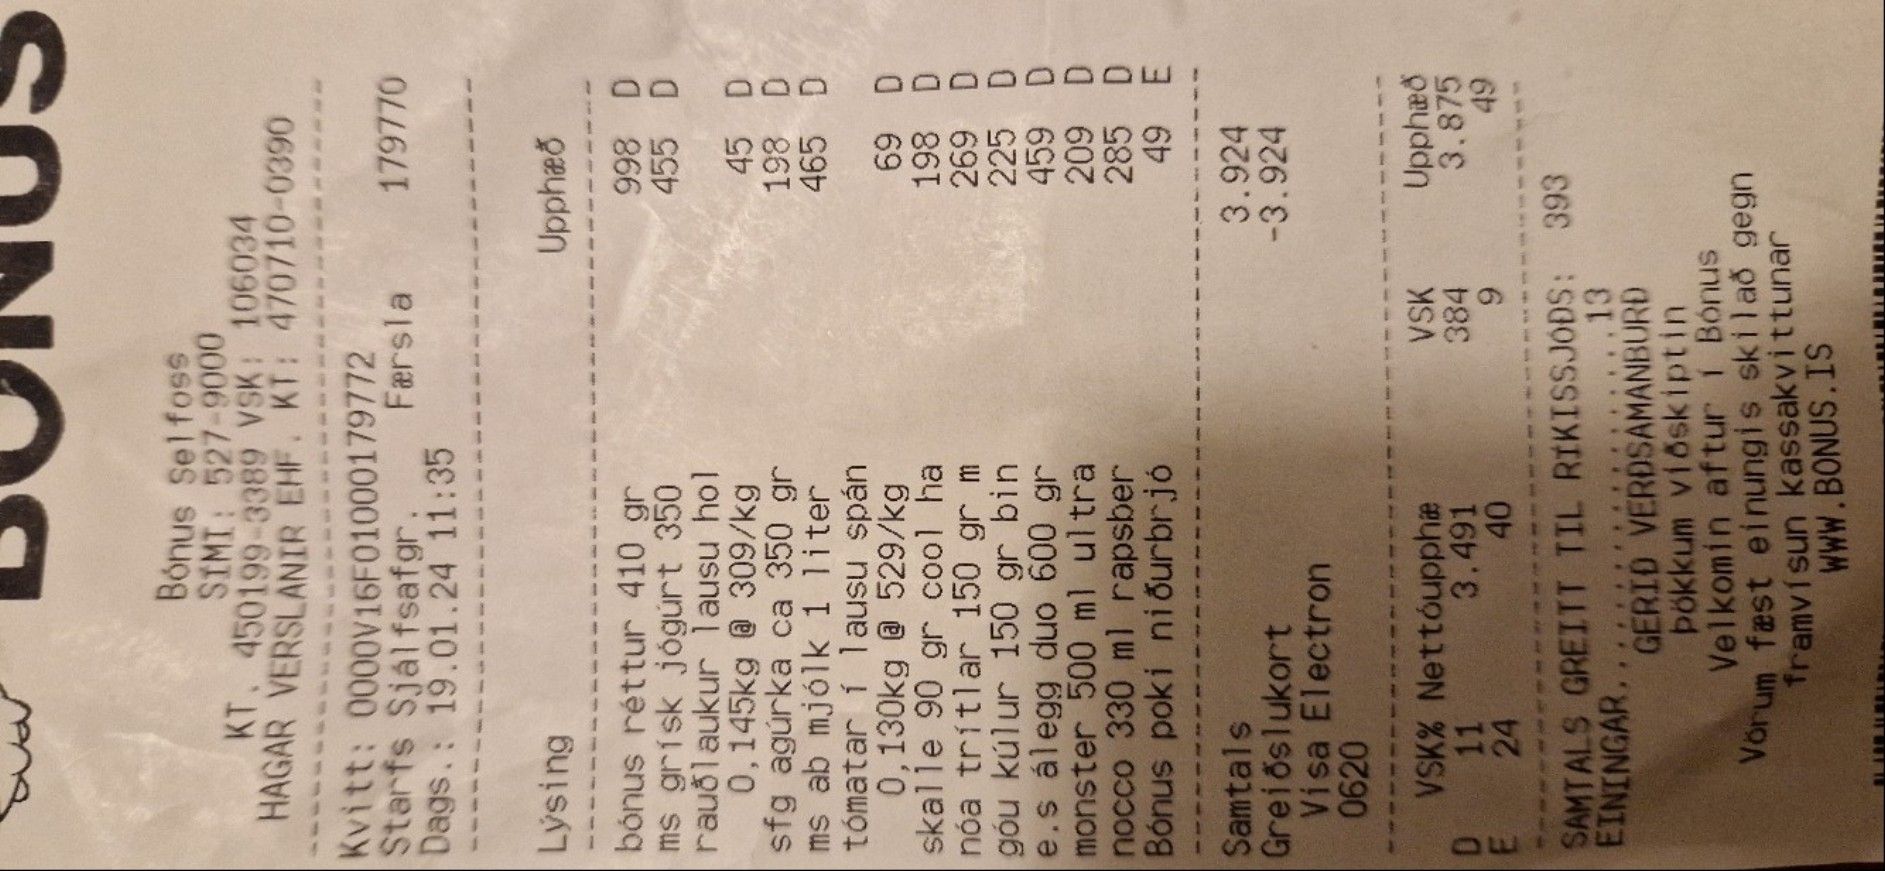 BONUS
Bónus Selfoss
SIMI: 527-9000
KT. 450199-3389 VSK: 106034
HAGAR VERSLANIR EHF. KT: 470710-0390
Kvitt: 0000V16F01000179772
Starfs Sjálfsafgr. Færsla 179770
Dags.: 19.01.24 11:35
Lýsing Upphæð
bónus réttur 410 gr 998 D
ms grísk jógúrt 350 455 D
rauðlaukur lausu hol
0,145kg @ 309/kg 45 D
sfg agúrka ca 350 gr 198 D
ms ab mjólk 1 liter 465 D
tómatar í lausu spán
0,130kg @ 529/kg 69 D
skalle 90 gr cool ha 198 D
nóa trítlar 150 gr m 269 D
góu kúlur 150 gr bin 225 D
e.s álegg duo 600 gr 459 D
monster 500 ml ultra 209 D
nocco 330 ml rapsber 285 D
Bónus poki niðurbrjó 49 E
Samtals 3.924
Greiðslukort -3.924
Visa Electron
0620
VSK% Nettóupphæ VSK Upphæð
D 11 3.491 384 3.875
E 24 40 9 49
SAMTALS GREITT TIL RIKISSJOÐS: 393
EININGAR..................13
GERIÐ VERÐSAMANBURÐ
þökkum viðskiptin
Velkomin aftur í Bónus
Vörum fæst einungis skilað gegn
framvísun kassakvittunar
WWW.BONUS.IS